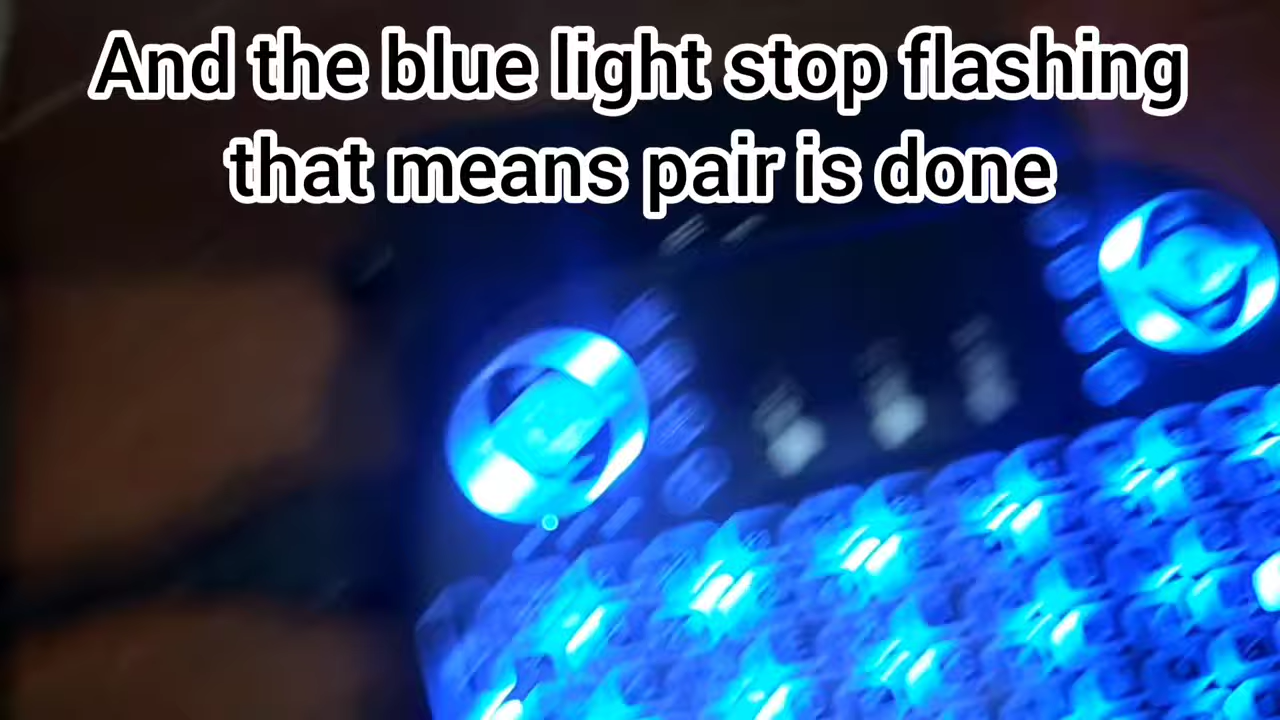 And the blue light stop flashing
that means pair is done